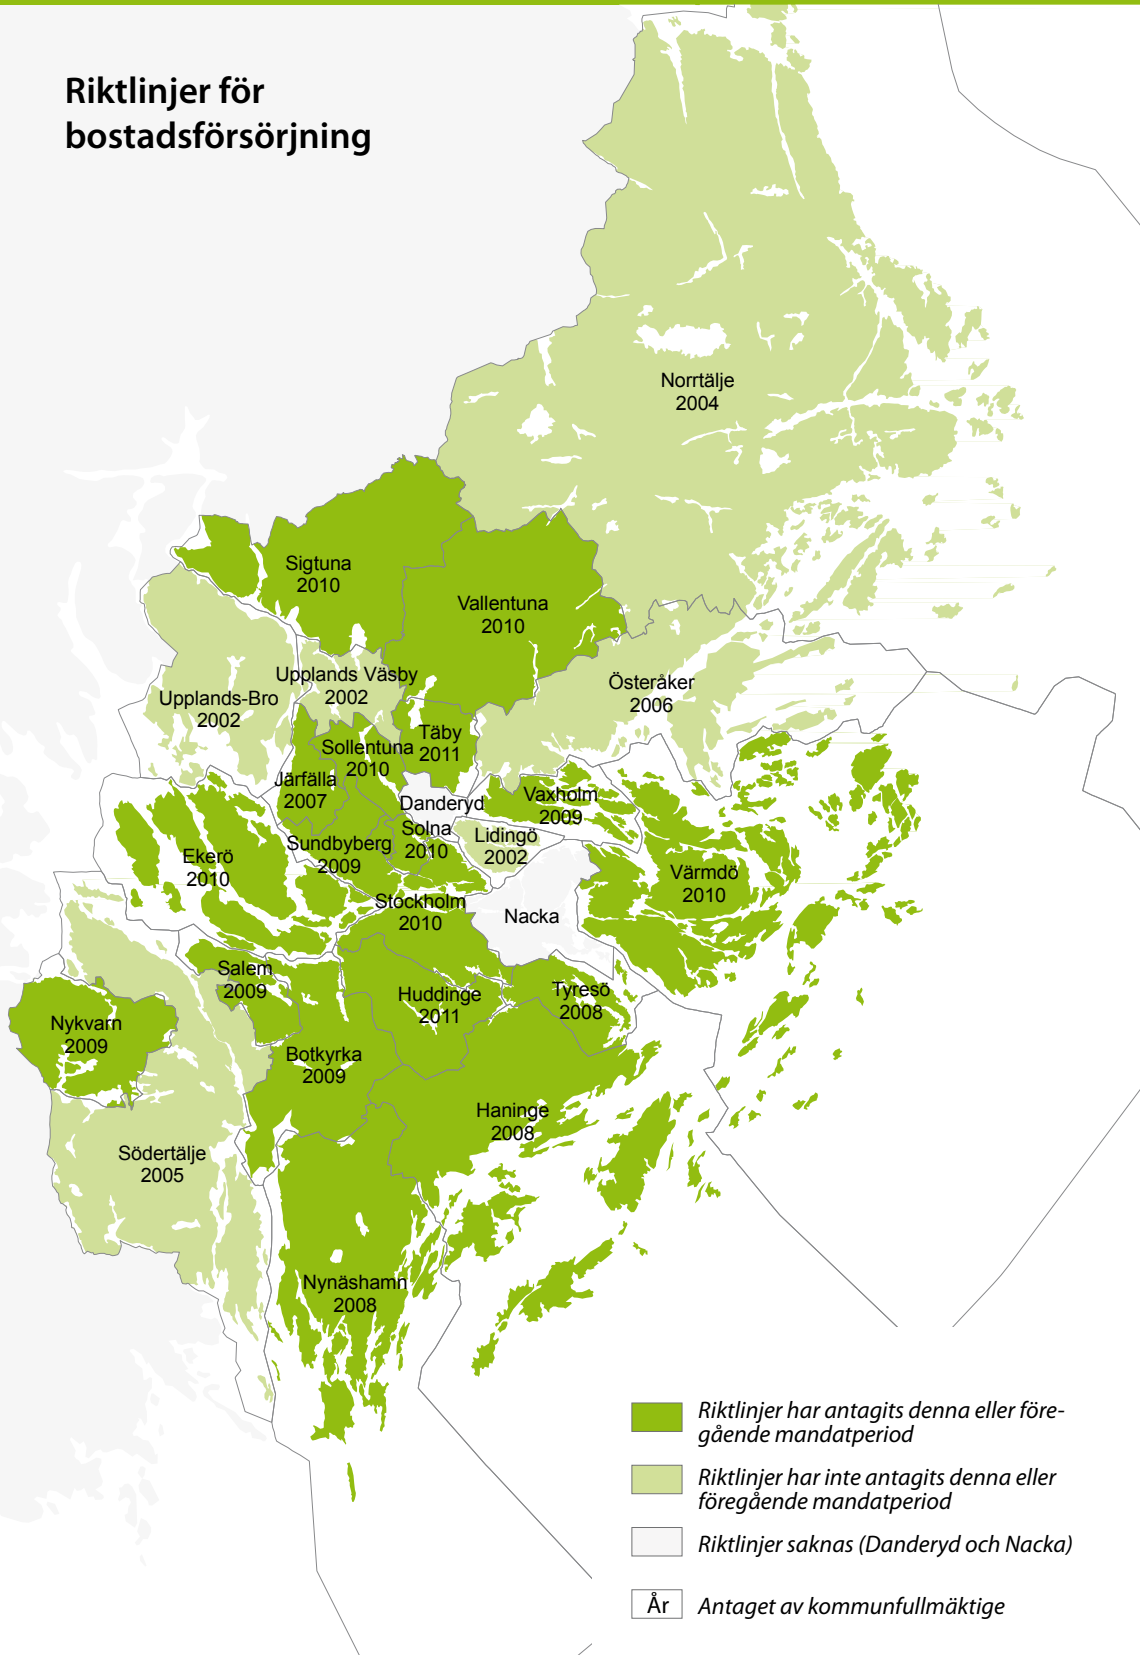 Riktlinjer för
bostadsförsörjning
Norrtälje
2004
Sigtuna
2010
Vallentuna
2010
Upplands Väsby
2002
Upplands-Bro
2002
Österåker
2006
Täby
2011
Sollentuna
2010
Järfälla
2007
Danderyd
Vaxholm
2009
Solna
2010
Lidingö
2002
Sundbyberg
2009
Ekerö
2010
Värmdö
2010
Stockholm
2010
Nacka
Salem
2009
Huddinge
2011
Tyresö
2008
Nykvarn
2009
Botkyrka
2009
Haninge
2008
Södertälje
2005
Nynäshamn
2008
Riktlinjer har antagits denna eller före-
gående mandatperiod
Riktlinjer har inte antagits denna eller
föregående mandatperiod
Riktlinjer saknas (Danderyd och Nacka)
År Antaget av kommunfullmäktige